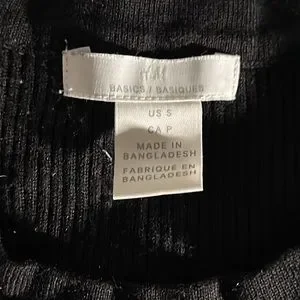 H&M
BASICS / BASIQUES
US S
CA P
MADE IN
BANGLADESH
FABRIQUÉ EN
BANGLADESH